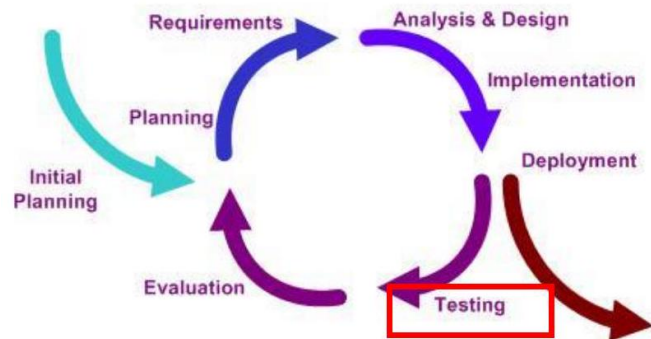 Requirements
Analysis & Design
Implementation
Planning
Deployment
Initial
Planning
Evaluation
Testing